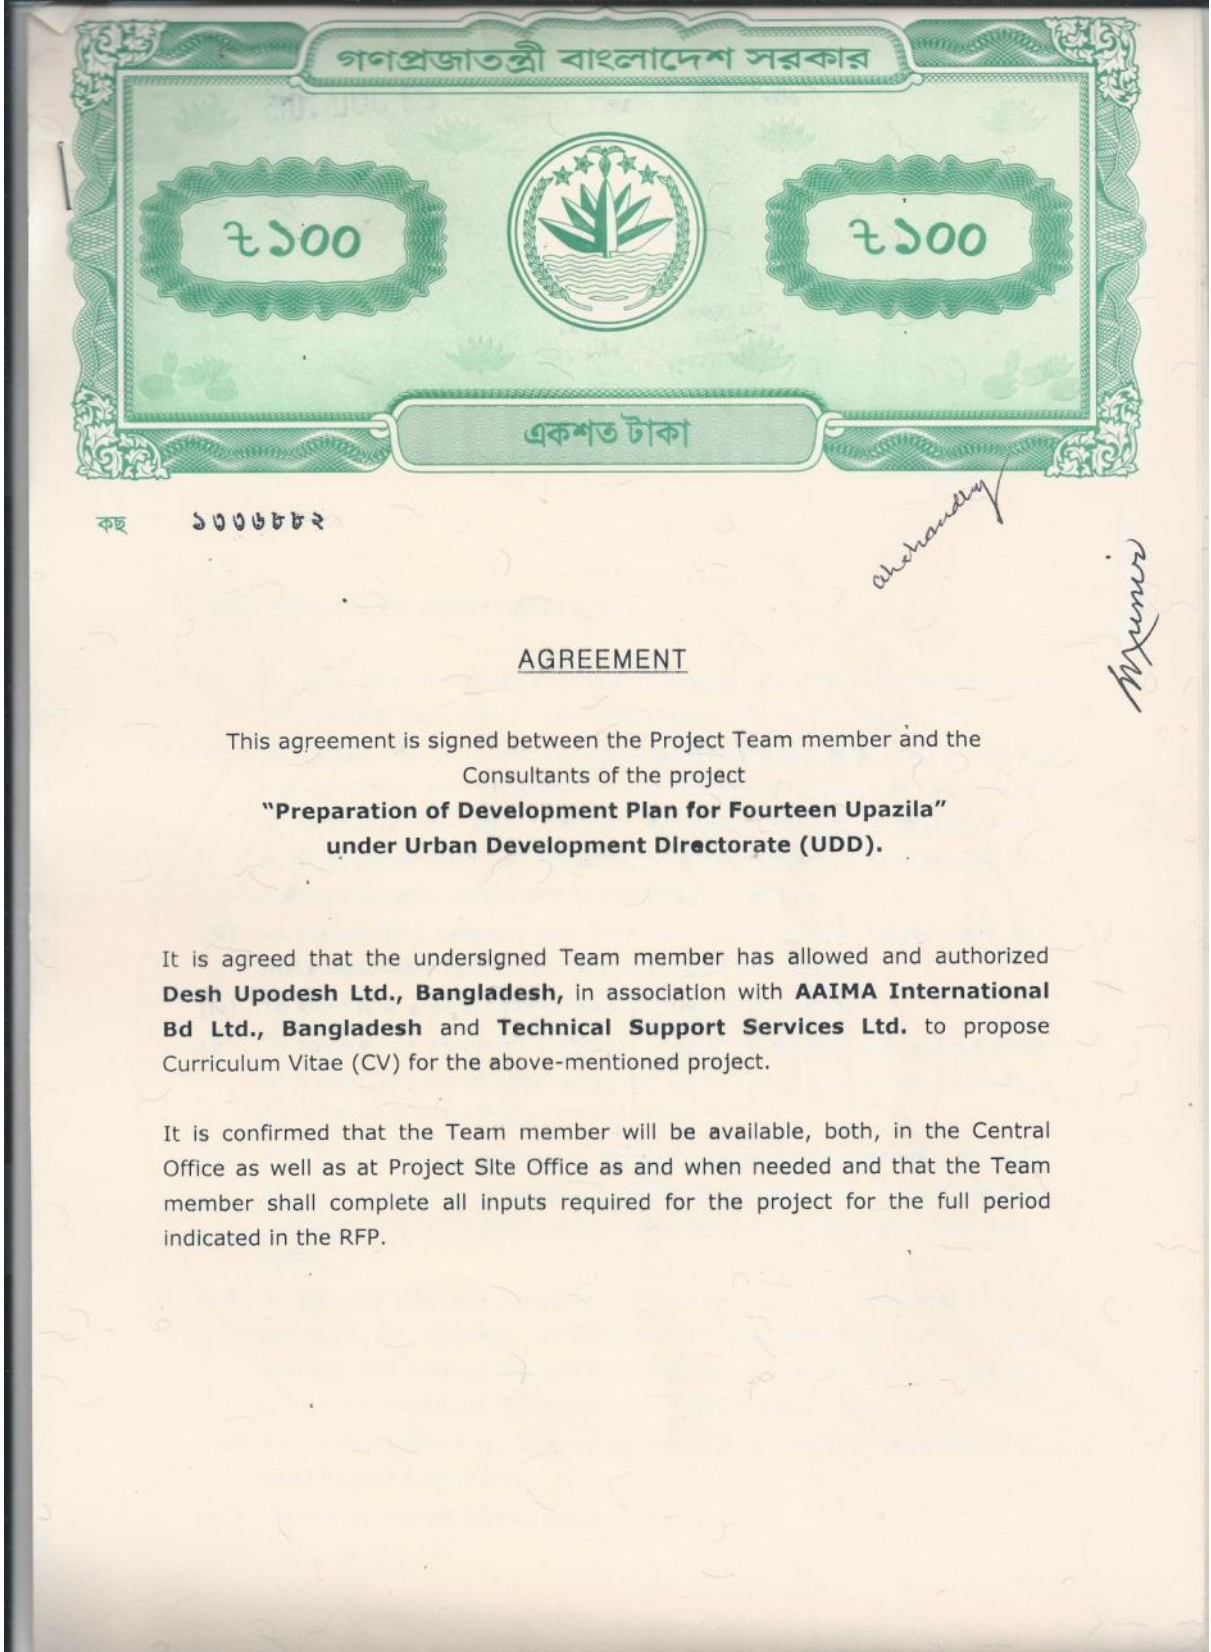 গণপ্রজাতন্ত্রী বাংলাদেশ সরকার
৳১০০
৳১০০
একশত টাকা
কছ ১৩৩৬৮৮২
AGREEMENT
This agreement is signed between the Project Team member and the
Consultants of the project
"Preparation of Development Plan for Fourteen Upazila"
under Urban Development Directorate (UDD).
It is agreed that the undersigned Team member has allowed and authorized
Desh Upodesh Ltd., Bangladesh, in association with AAIMA International
Bd Ltd., Bangladesh and Technical Support Services Ltd. to propose
Curriculum Vitae (CV) for the above-mentioned project.
It is confirmed that the Team member will be available, both, in the Central
Office as well as at Project Site Office as and when needed and that the Team
member shall complete all inputs required for the project for the full period
indicated in the RFP.